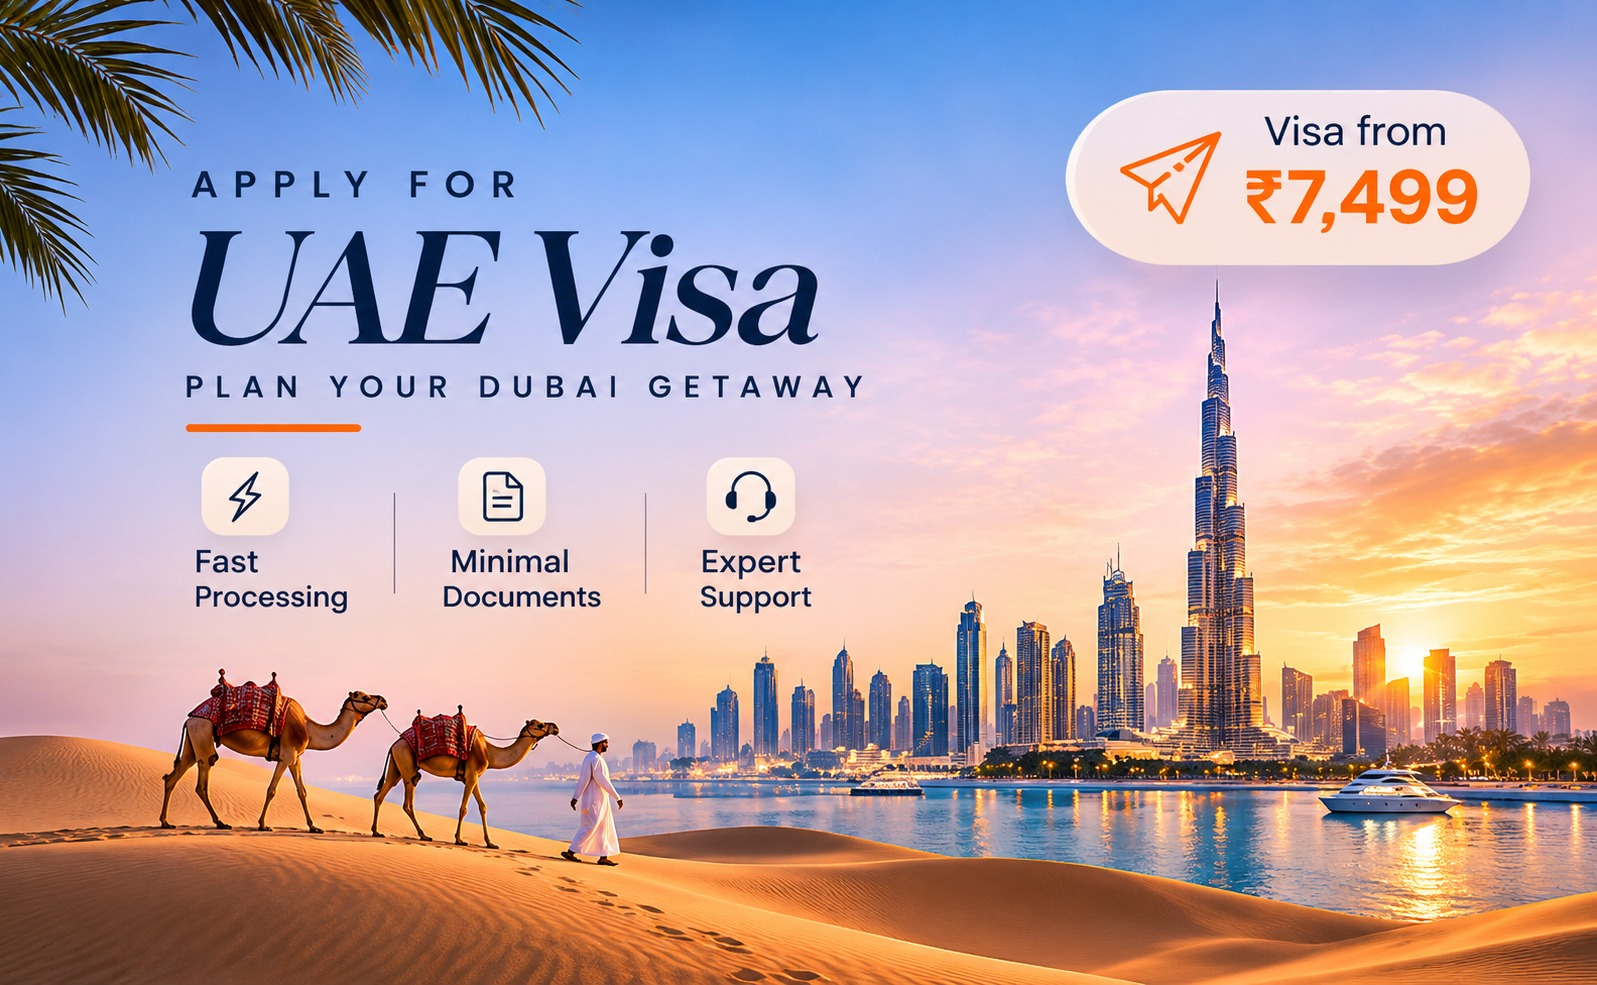 APPLY FOR
UAE Visa
PLAN YOUR DUBAI GETAWAY
Fast
Processing
Minimal
Documents
Expert
Support
Visa from
₹7,499